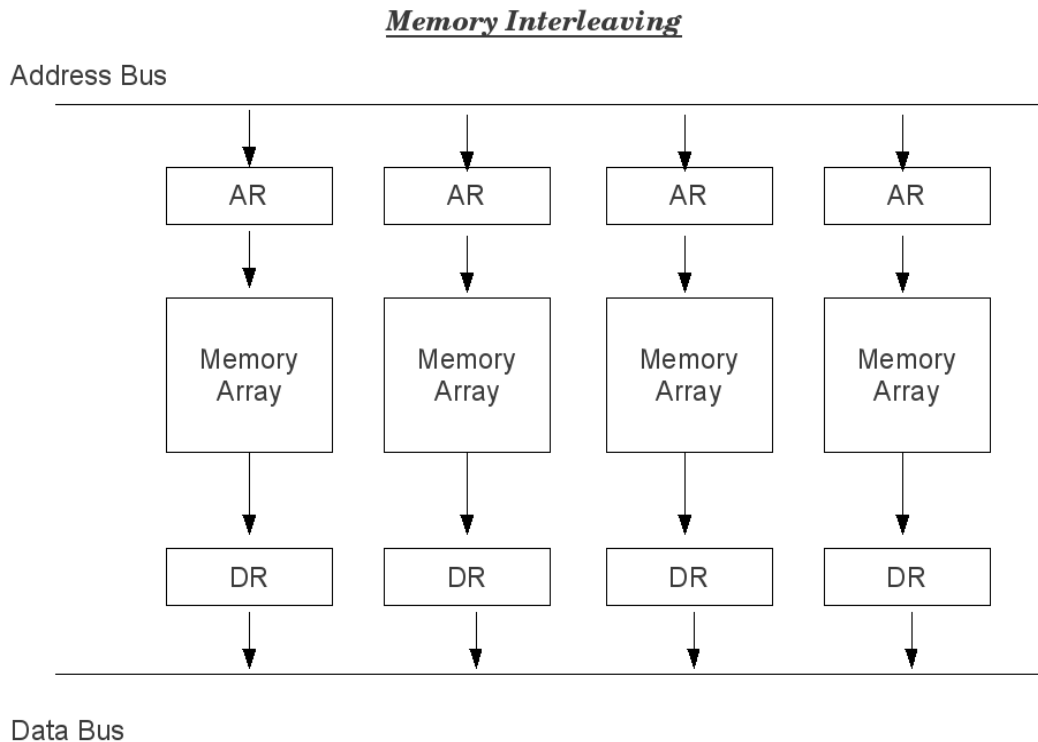 Memory Interleaving
Address Bus
AR
AR
AR
AR
Memory
Array
Memory
Array
Memory
Array
Memory
Array
DR
DR
DR
DR
Data Bus